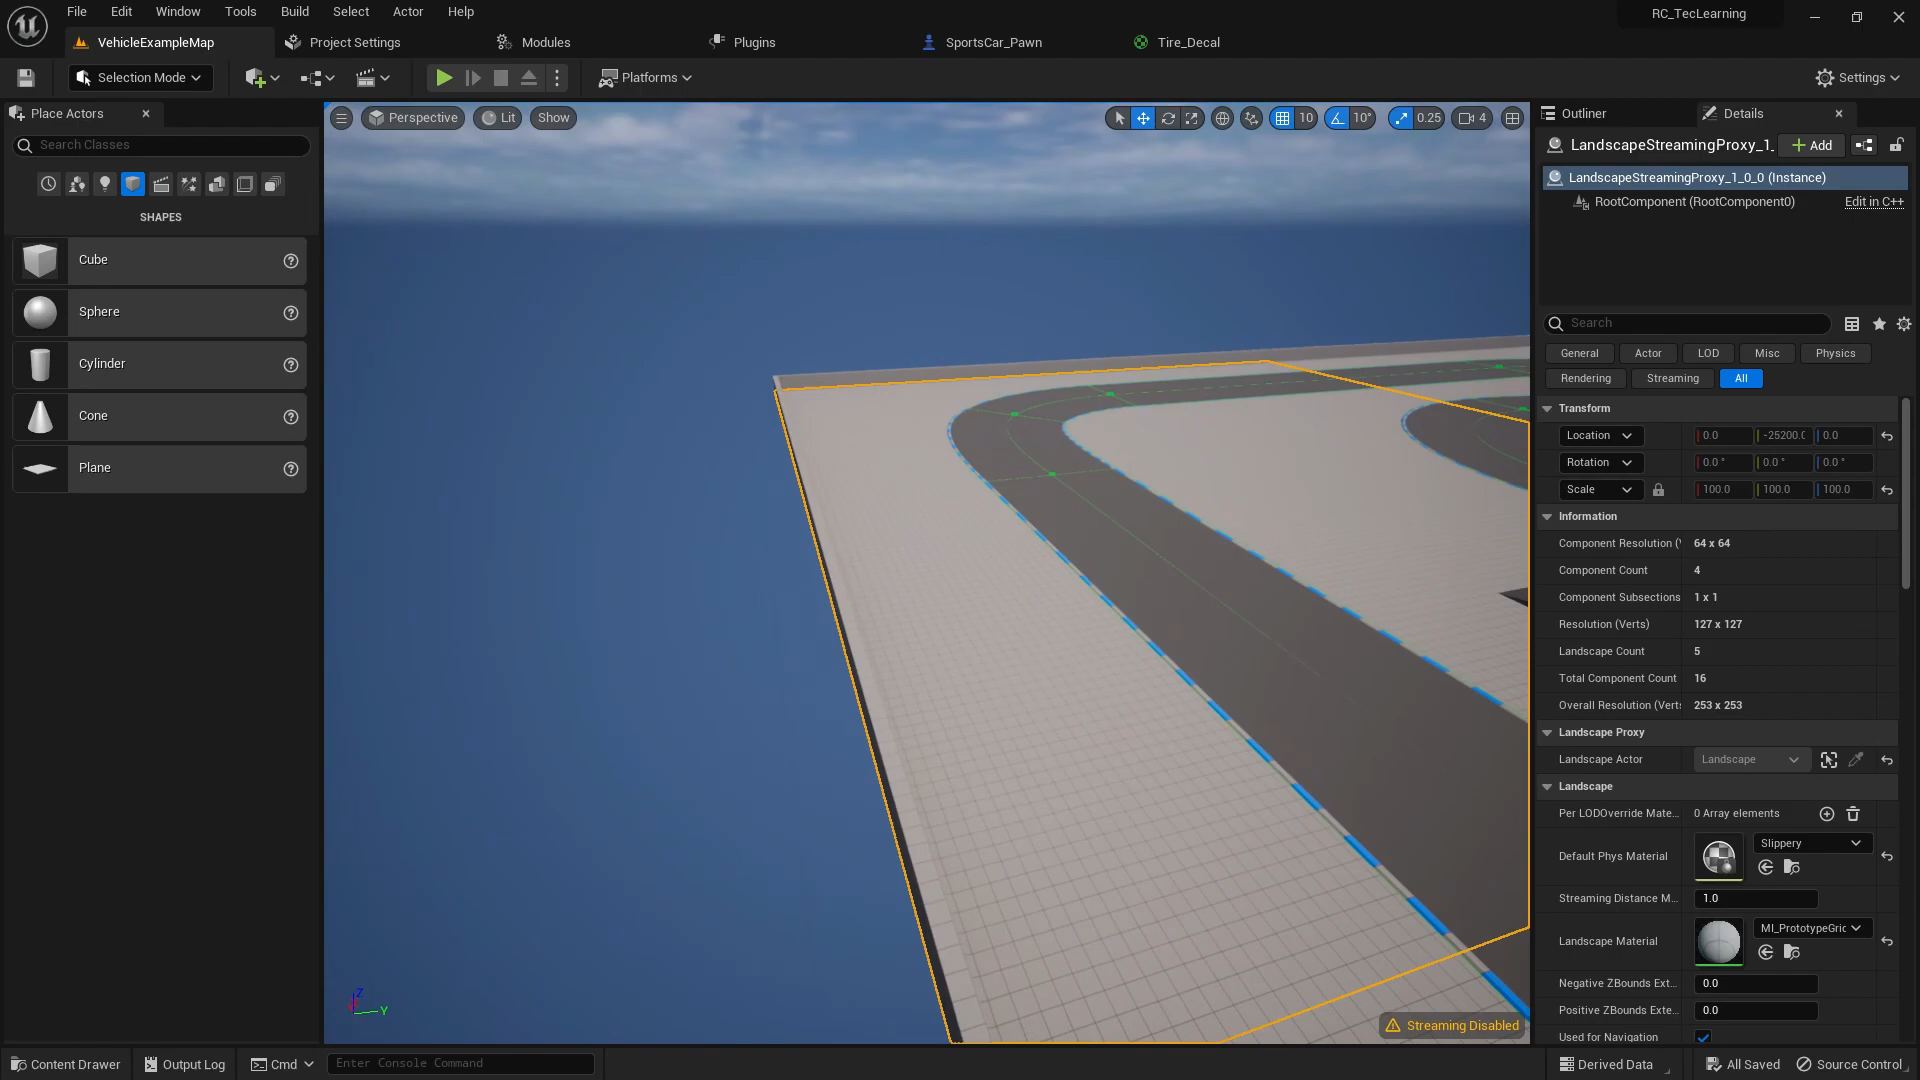 File Edit Window Tools Build Select Actor Help
RC_TecLearning
VehicleExampleMap Project Settings Modules Plugins SportsCar_Pawn Tire_Decal
Selection Mode Platforms Settings
Place Actors
Search Classes
SHAPES
Cube
Sphere
Cylinder
Cone
Plane
Perspective Lit Show
10 10° 0.25 4
Z
Y
Streaming Disabled
Outliner Details
LandscapeStreamingProxy_1_ Add
LandscapeStreamingProxy_1_0_0 (Instance)
RootComponent (RootComponent0) Edit in C++
Search
General Actor LOD Misc Physics
Rendering Streaming All
Transform
Location 0.0 -25200.0 0.0
Rotation 0.0 ° 0.0 ° 0.0 °
Scale 100.0 100.0 100.0
Information
Component Resolution (V 64 x 64
Component Count 4
Component Subsections 1 x 1
Resolution (Verts) 127 x 127
Landscape Count 5
Total Component Count 16
Overall Resolution (Verts 253 x 253
Landscape Proxy
Landscape Actor Landscape
Landscape
Per LODOverride Mate... 0 Array elements
Default Phys Material Slippery
Streaming Distance M... 1.0
Landscape Material MI_PrototypeGric
Negative ZBounds Ext... 0.0
Positive ZBounds Exte... 0.0
Used for Navigation
Content Drawer Output Log Cmd Enter Console Command
Derived Data All Saved Source Control